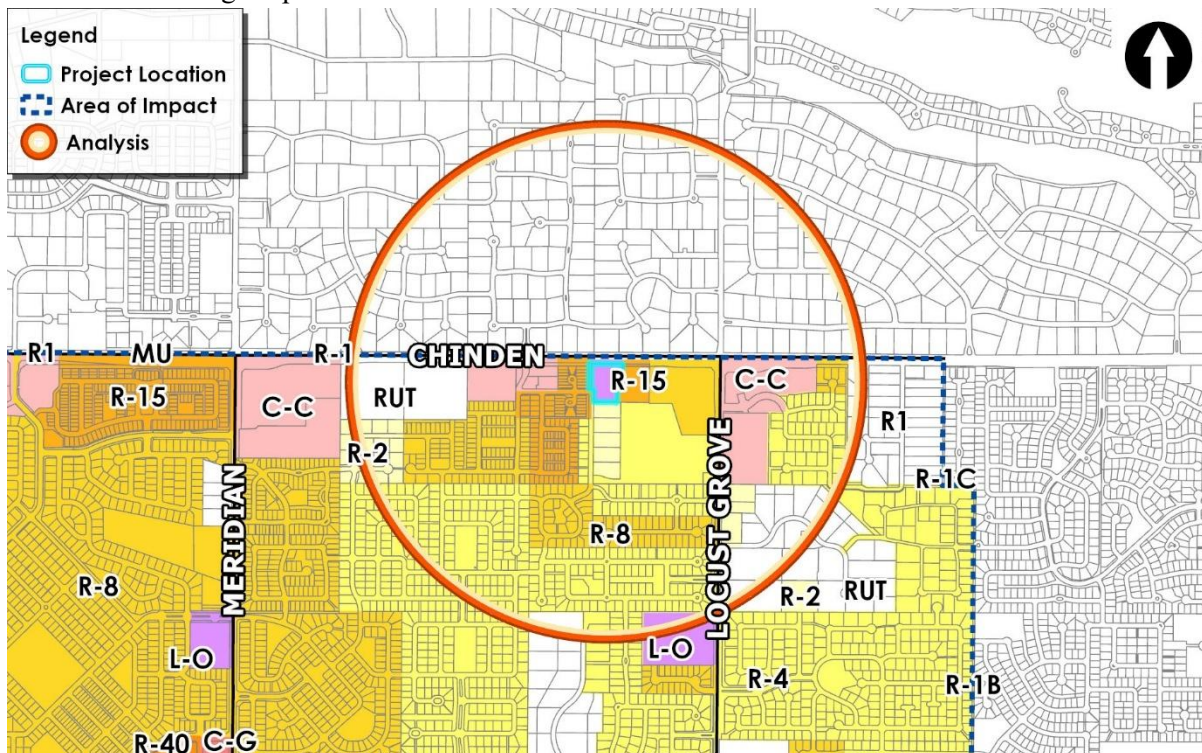 Legend
Project Location
Area of Impact
Analysis
R1
MU
R-1
CHINDEN
R-15
C-C
RUT
R-15
C-C
R1
R-2
R-1C
MERIDIAN
LOCUST GROVE
R-8
R-8
R-2
RUT
L-O
L-O
R-4
R-1B
R-40
C-G